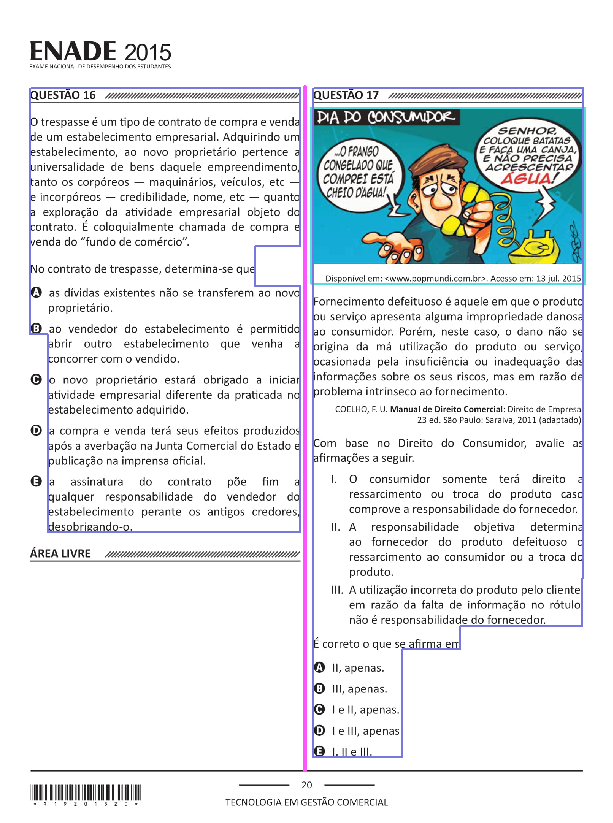 ENADE 2015
EXAME NACIONAL DE DESEMPENHO DOS ESTUDANTES
QUESTÃO 16
O trespasse é um tipo de contrato de compra e venda
de um estabelecimento empresarial. Adquirindo um
estabelecimento, ao novo proprietário pertence a
universalidade de bens daquele empreendimento,
tanto os corpóreos — maquinários, veículos, etc —
e incorpóreos — credibilidade, nome, etc — quanto
a exploração da atividade empresarial objeto do
contrato. É coloquialmente chamada de compra e
venda do “fundo de comércio”.
No contrato de trespasse, determina-se que
A as dívidas existentes não se transferem ao novo
proprietário.
B ao vendedor do estabelecimento é permitido
abrir outro estabelecimento que venha a
concorrer com o vendido.
C o novo proprietário estará obrigado a iniciar
atividade empresarial diferente da praticada no
estabelecimento adquirido.
D a compra e venda terá seus efeitos produzidos
após a averbação na Junta Comercial do Estado e
publicação na imprensa oficial.
E a assinatura do contrato põe fim a
qualquer responsabilidade do vendedor do
estabelecimento perante os antigos credores,
desobrigando-o.
ÁREA LIVRE
QUESTÃO 17
DIA DO CONSUMIDOR
...O FRANGO
CONGELADO QUE
COMPREI ESTÁ
CHEIO D'ÁGUA!
SENHOR,
COLOQUE BATATAS
E FAÇA UMA CANJA,
E NÃO PRECISA
ACRESCENTAR
ÁGUA!
Disponível em: <www.popmundi.com.br>. Acesso em: 13 jul. 2015
Fornecimento defeituoso é aquele em que o produto
ou serviço apresenta alguma impropriedade danosa
ao consumidor. Porém, neste caso, o dano não se
origina da má utilização do produto ou serviço,
ocasionada pela insuficiência ou inadequação das
informações sobre os seus riscos, mas em razão de
problema intrínseco ao fornecimento.
COELHO, F. U. Manual de Direito Comercial: Direito de Empresa
23 ed. São Paulo: Saraiva, 2011 (adaptado)
Com base no Direito do Consumidor, avalie as
afirmações a seguir.
I. O consumidor somente terá direito a
ressarcimento ou troca do produto caso
comprove a responsabilidade do fornecedor.
II. A responsabilidade objetiva determina
ao fornecedor do produto defeituoso o
ressarcimento ao consumidor ou a troca do
produto.
III. A utilização incorreta do produto pelo cliente
em razão da falta de informação no rótulo
não é responsabilidade do fornecedor.
É correto o que se afirma em
A II, apenas.
B III, apenas.
C I e II, apenas.
D I e III, apenas
E I, II e III.
20
TECNOLOGIA EM GESTÃO COMERCIAL